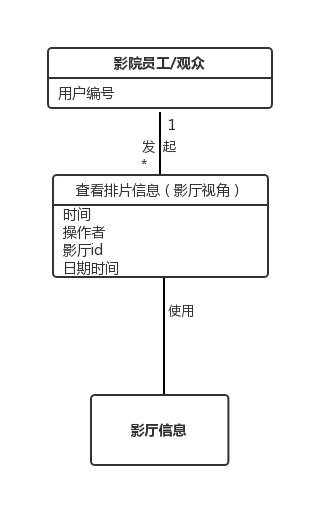 影院员工/观众
用户编号
1
发起
*
查看排片信息（影厅视角）
时间
操作者
影厅id
日期时间
使用
影厅信息